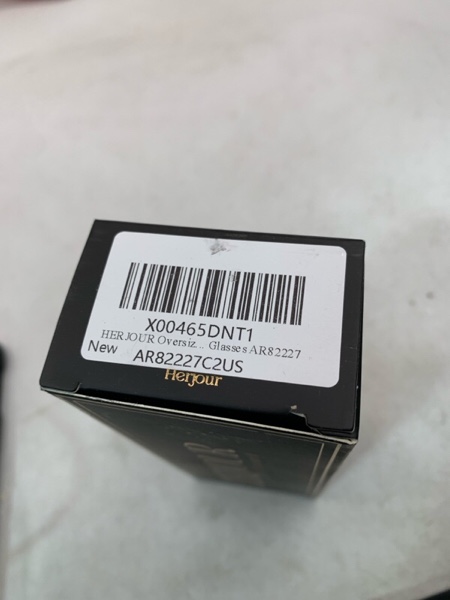 X00465DNT1
HERJOUR Oversiz... Glasses AR82227
New AR82227C2US
Herjour